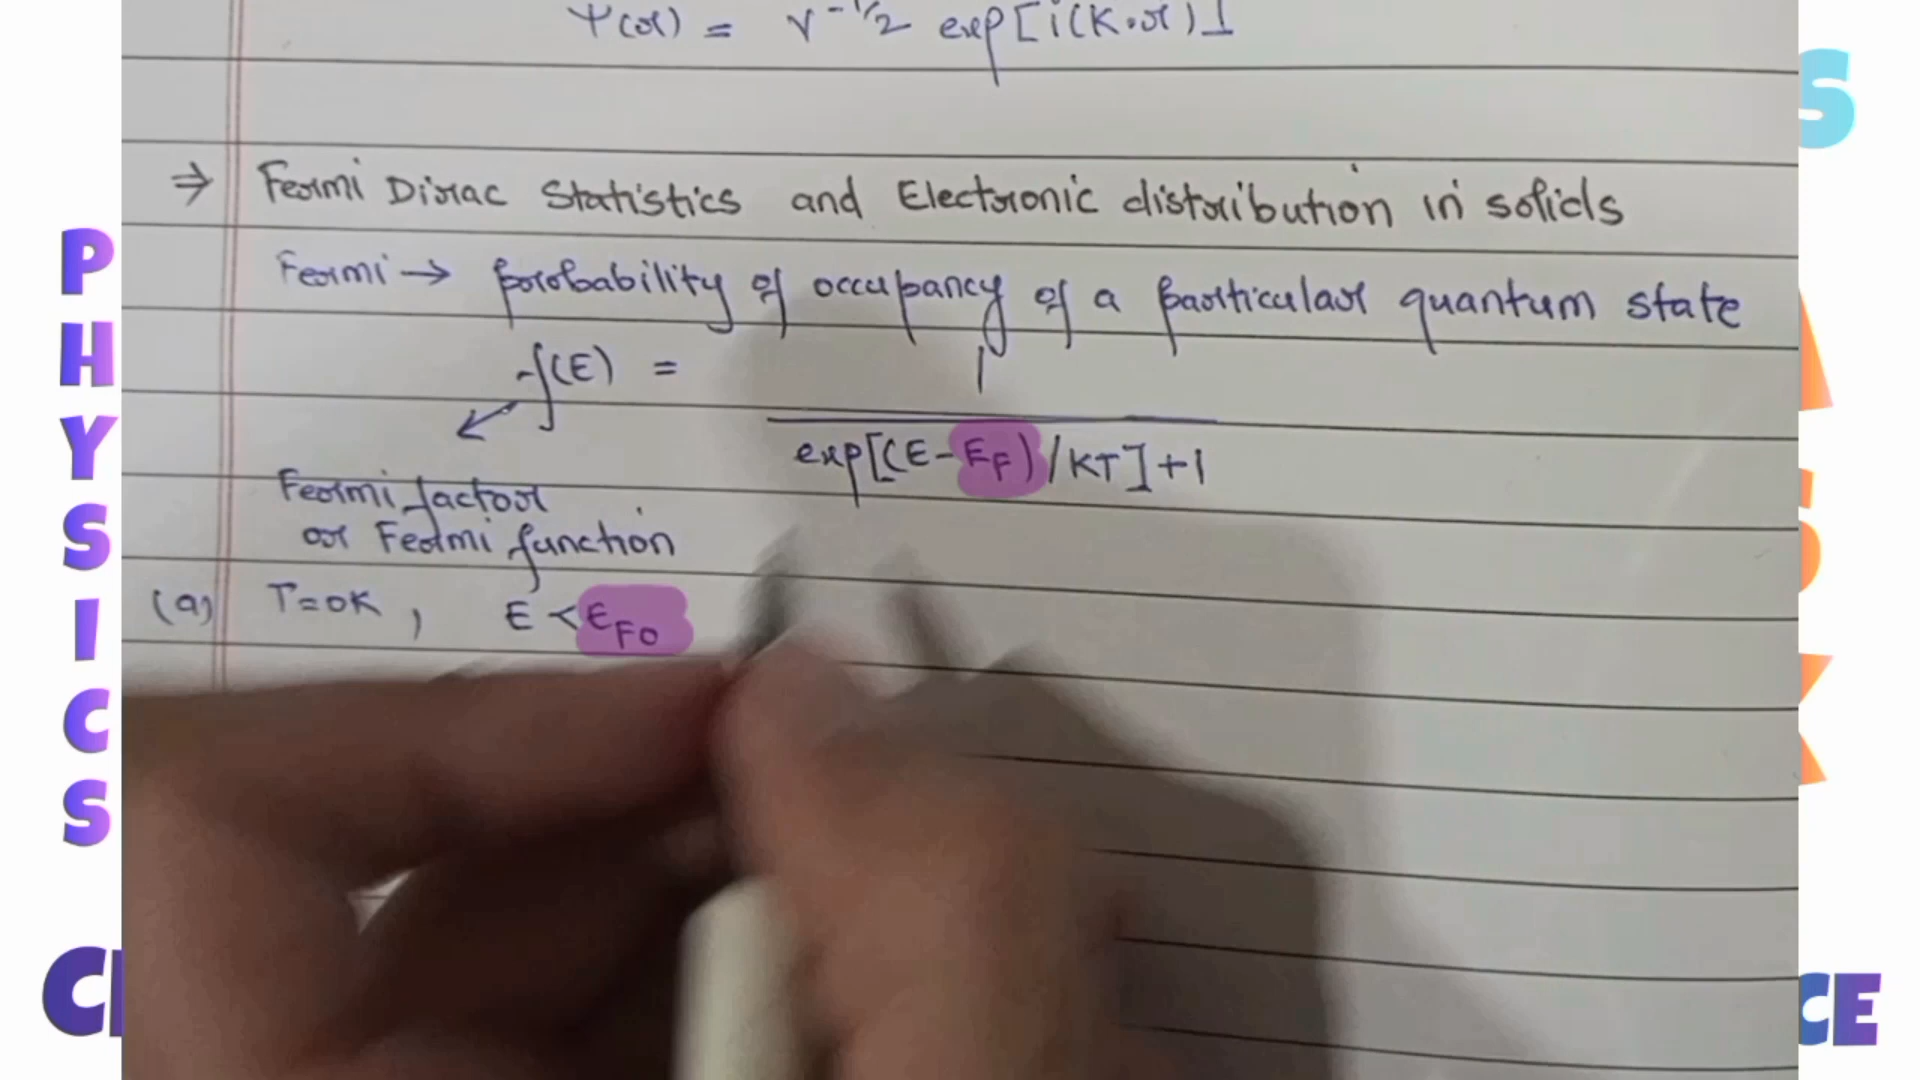 Ψ(r) = V^-1/2 exp[i(K.r)]
⇒ Fermi Dirac Statistics and Electronic distribution in solids
Fermi → probability of occupancy of a particular quantum state
f(E) = 1
exp[(E-E_F)/KT]+1
Fermi factor
or Fermi function
(a) T=0K, E<E_F0
PHYSICS
S
CE